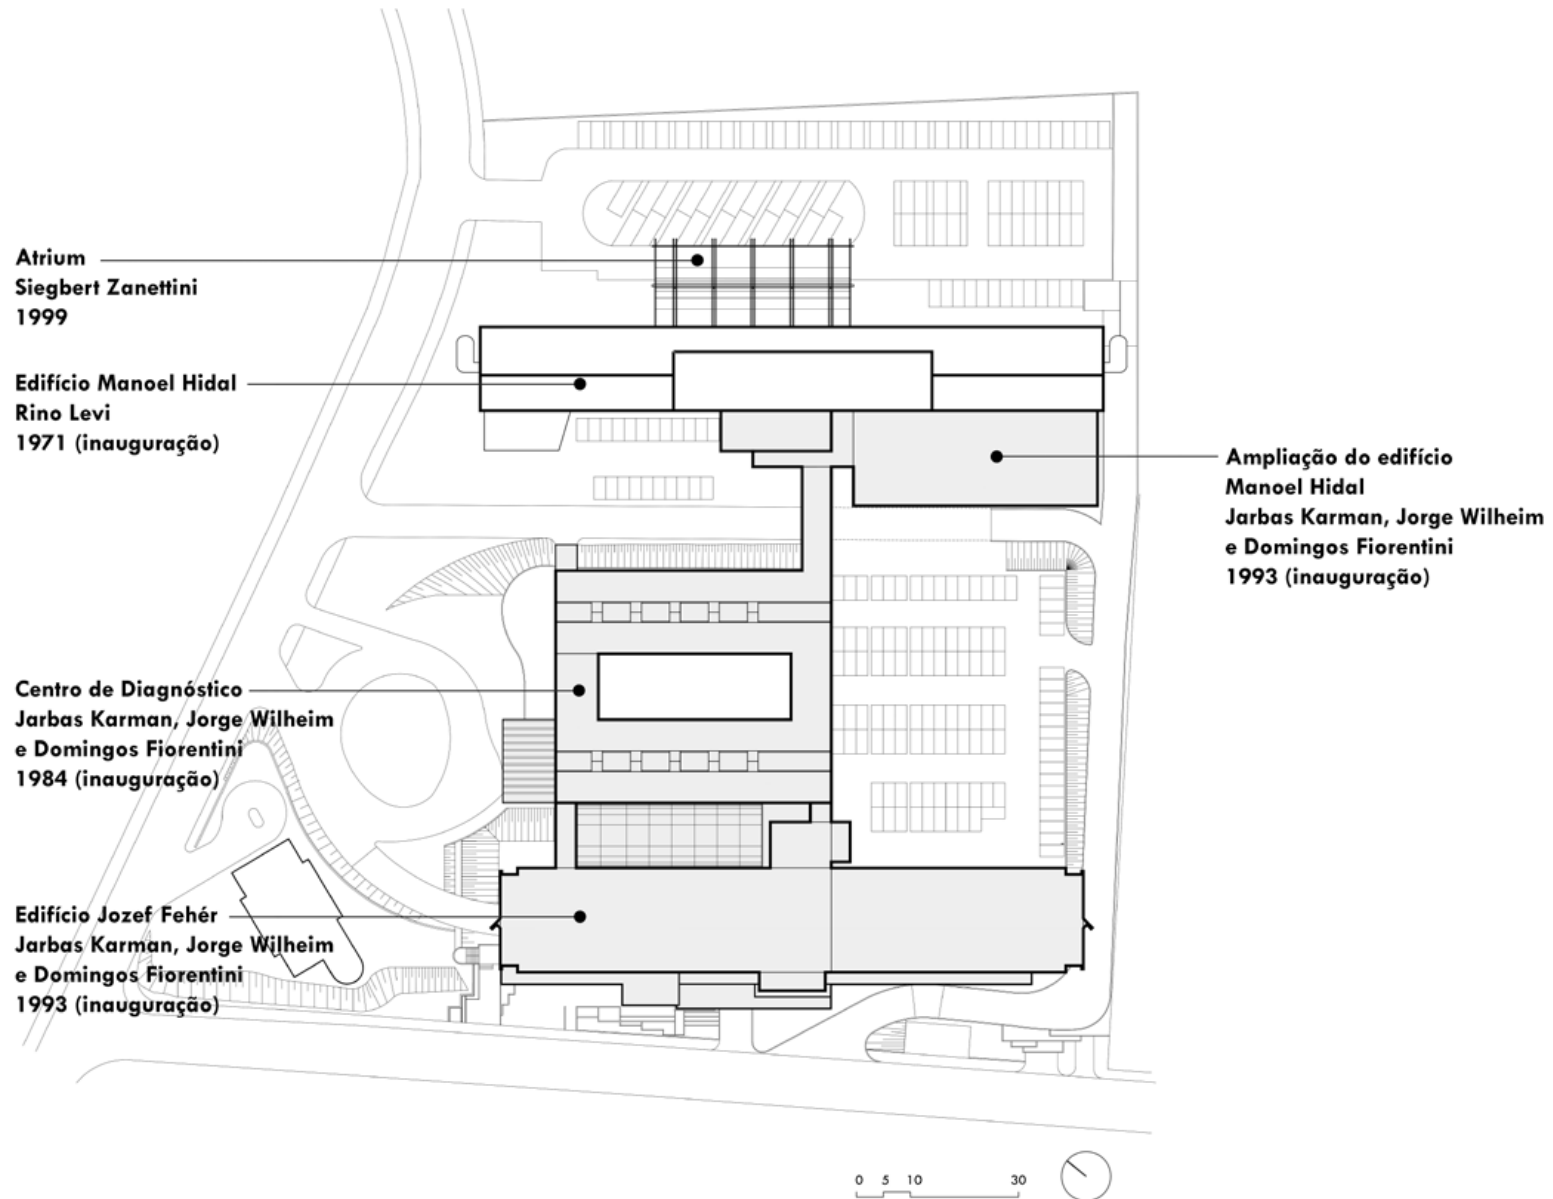 Atrium
Siegbert Zanettini
1999
Edifício Manoel Hidal
Rino Levi
1971 (inauguração)
Ampliação do edifício
Manoel Hidal
Jarbas Karman, Jorge Wilheim
e Domingos Fiorentini
1993 (inauguração)
Centro de Diagnóstico
Jarbas Karman, Jorge Wilheim
e Domingos Fiorentini
1984 (inauguração)
Edifício Jozef Fehér
Jarbas Karman, Jorge Wilheim
e Domingos Fiorentini
1993 (inauguração)
0 5 10 30